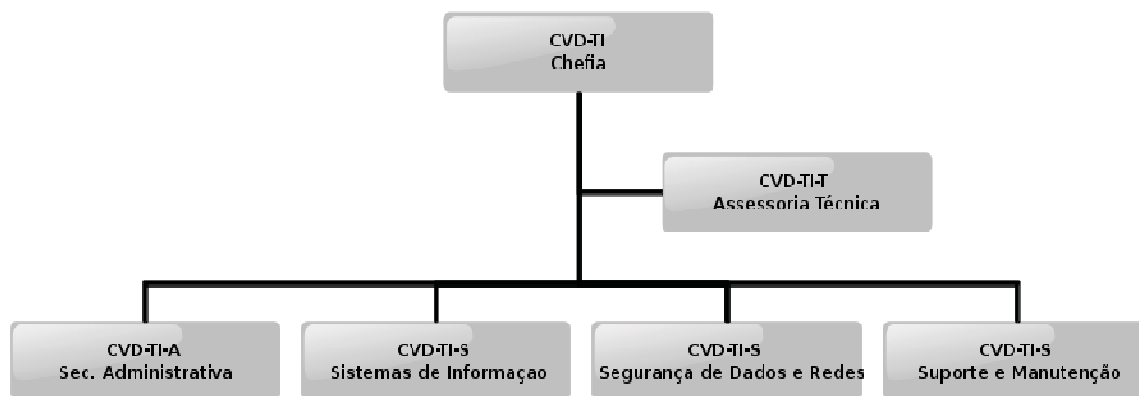 CVD-TI
Chefia
CVD-TI-T
Assessoria Técnica
CVD-TI-A
Sec. Administrativa
CVD-TI-S
Sistemas de Informaçao
CVD-TI-S
Segurança de Dados e Redes
CVD-TI-S
Suporte e Manutenção